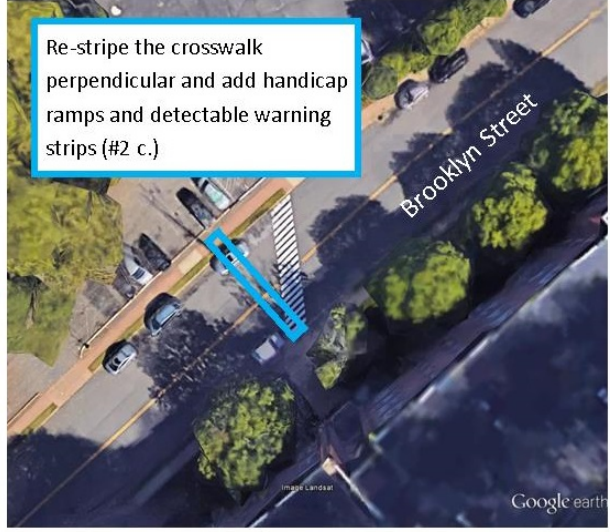 Re-stripe the crosswalk
perpendicular and add handicap
ramps and detectable warning
strips (#2 c.)
Brooklyn Street
Image Landsat
Google earth